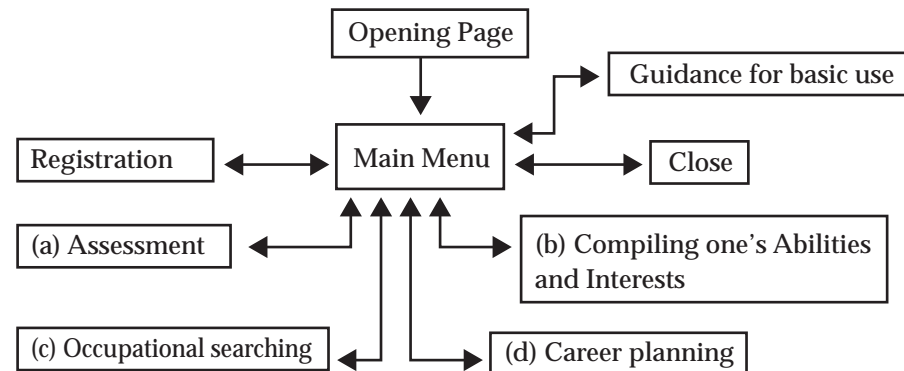 Opening Page
Guidance for basic use
Registration
Main Menu
Close
(a) Assessment
(b) Compiling one's Abilities
and Interests
(c) Occupational searching
(d) Career planning